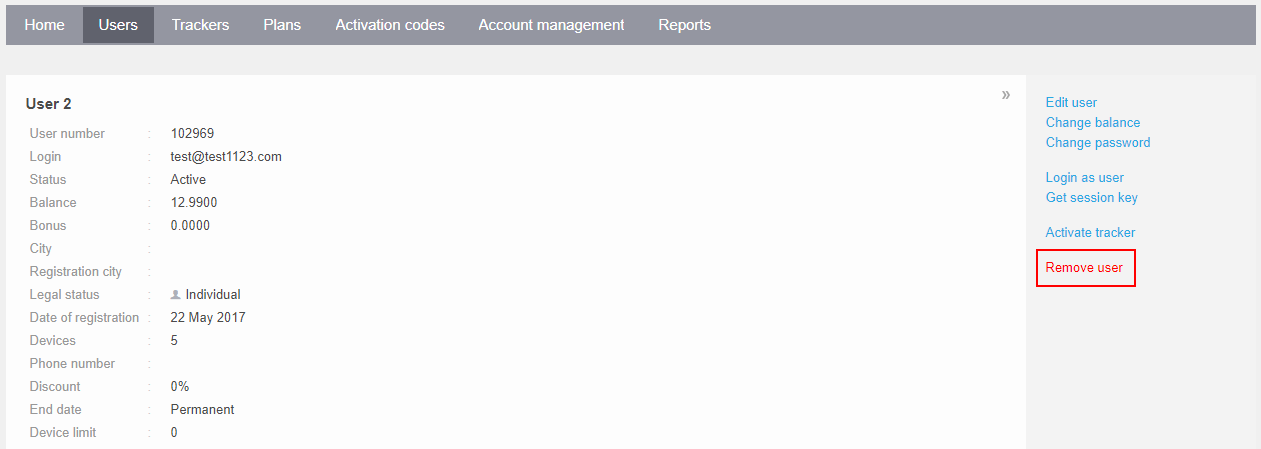 Home Users Trackers Plans Activation codes Account management Reports
»
User 2
User number : 102969
Login : test@test1123.com
Status : Active
Balance : 12.9900
Bonus : 0.0000
City :
Registration city :
Legal status : Individual
Date of registration : 22 May 2017
Devices : 5
Phone number :
Discount : 0%
End date : Permanent
Device limit : 0
Edit user
Change balance
Change password
Login as user
Get session key
Activate tracker
Remove user